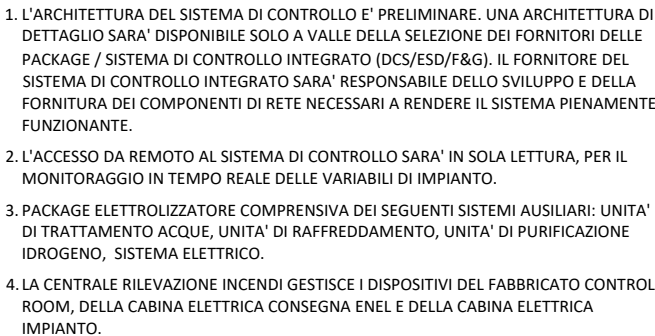 1. L'ARCHITETTURA DEL SISTEMA DI CONTROLLO E' PRELIMINARE. UNA ARCHITETTURA DI
DETTAGLIO SARA' DISPONIBILE SOLO A VALLE DELLA SELEZIONE DEI FORNITORI DELLE
PACKAGE / SISTEMA DI CONTROLLO INTEGRATO (DCS/ESD/F&G). IL FORNITORE DEL
SISTEMA DI CONTROLLO INTEGRATO SARA' RESPONSABILE DELLO SVILUPPO E DELLA
FORNITURA DEI COMPONENTI DI RETE NECESSARI A RENDERE IL SISTEMA PIENAMENTE
FUNZIONANTE.
2. L'ACCESSO DA REMOTO AL SISTEMA DI CONTROLLO SARA' IN SOLA LETTURA, PER IL
MONITORAGGIO IN TEMPO REALE DELLE VARIABILI DI IMPIANTO.
3. PACKAGE ELETTROLIZZATORE COMPRENSIVA DEI SEGUENTI SISTEMI AUSILIARI: UNITA'
DI TRATTAMENTO ACQUE, UNITA' DI RAFFREDDAMENTO, UNITA' DI PURIFICAZIONE
IDROGENO, SISTEMA ELETTRICO.
4. LA CENTRALE RILEVAZIONE INCENDI GESTISCE I DISPOSITIVI DEL FABBRICATO CONTROL
ROOM, DELLA CABINA ELETTRICA CONSEGNA ENEL E DELLA CABINA ELETTRICA
IMPIANTO.